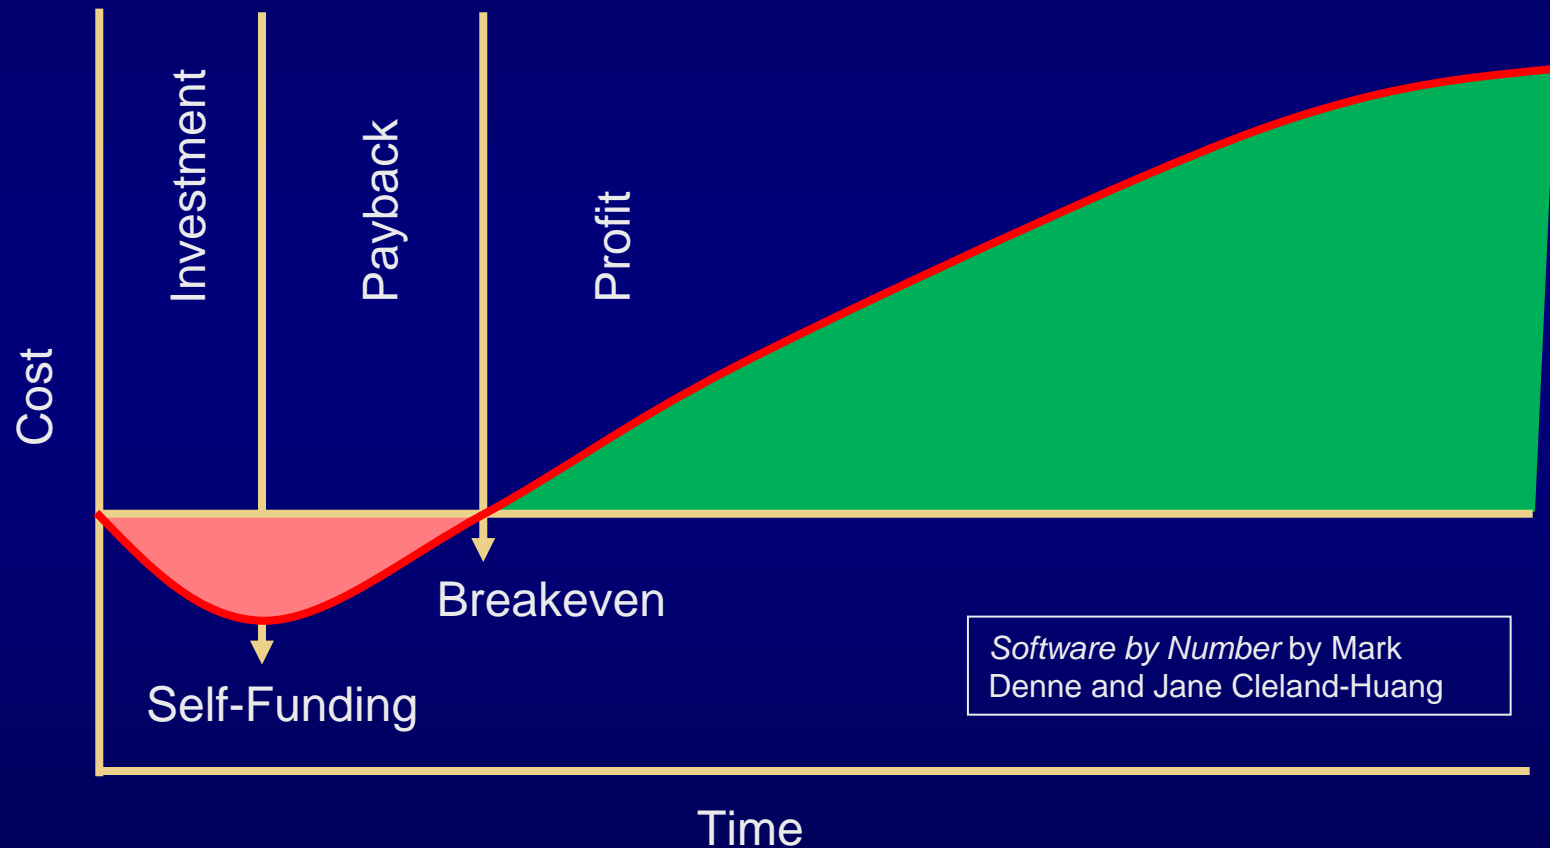 Investment
Payback
Profit
Cost
Breakeven
Self-Funding
Software by Number by Mark
Denne and Jane Cleland-Huang
Time